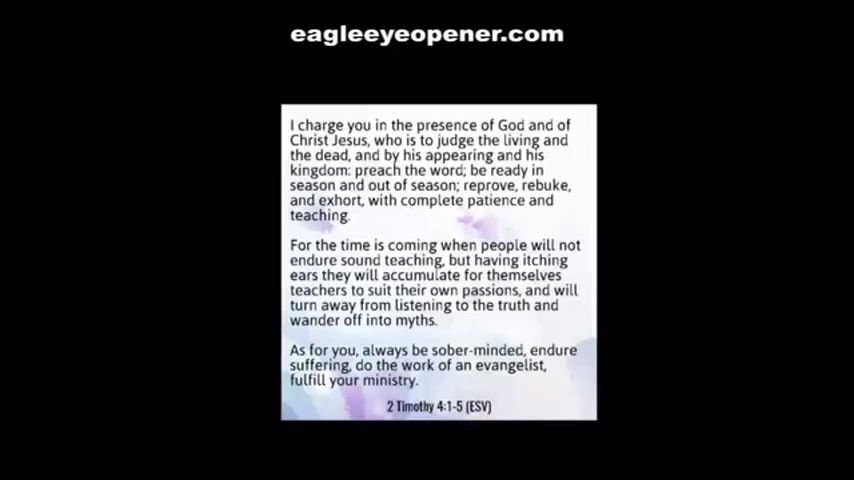 eagleeyeopener.com
I charge you in the presence of God and of
Christ Jesus, who is to judge the living and
the dead, and by his appearing and his
kingdom: preach the word; be ready in
season and out of season; reprove, rebuke,
and exhort, with complete patience and
teaching.
For the time is coming when people will not
endure sound teaching, but having itching
ears they will accumulate for themselves
teachers to suit their own passions, and will
turn away from listening to the truth and
wander off into myths.
As for you, always be sober-minded, endure
suffering, do the work of an evangelist,
fulfill your ministry.
2 Timothy 4:1-5 (ESV)